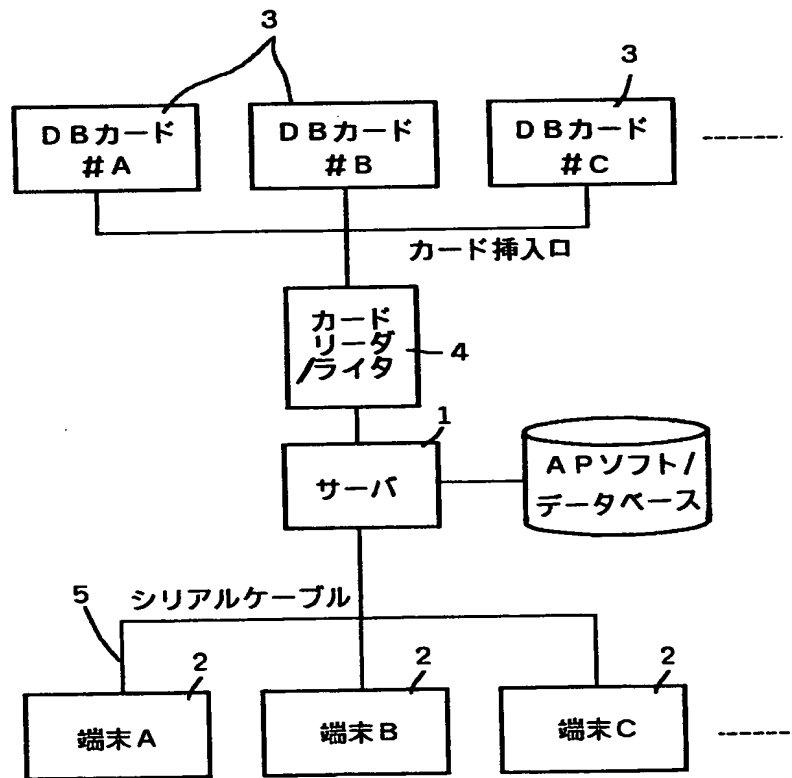 3
3
DBカード
#A
DBカード
#B
DBカード
#C
カード挿入口
カード
リーダ
/ライタ
4
1
サーバ
APソフト/
データベース
5
シリアルケーブル
2
2
2
端末A
端末B
端末C